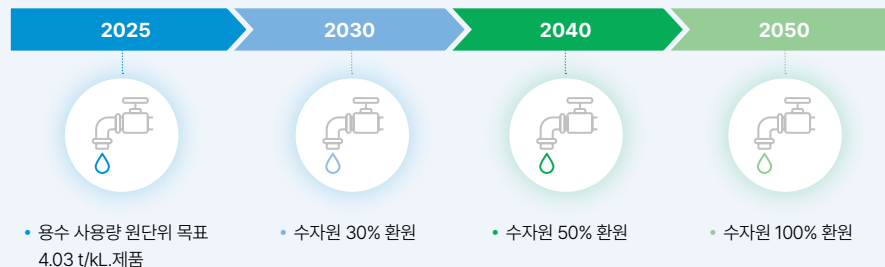 2025
2030
2040
2050
• 용수 사용량 원단위 목표
4.03 t/kL.제품
• 수자원 30% 환원
• 수자원 50% 환원
• 수자원 100% 환원